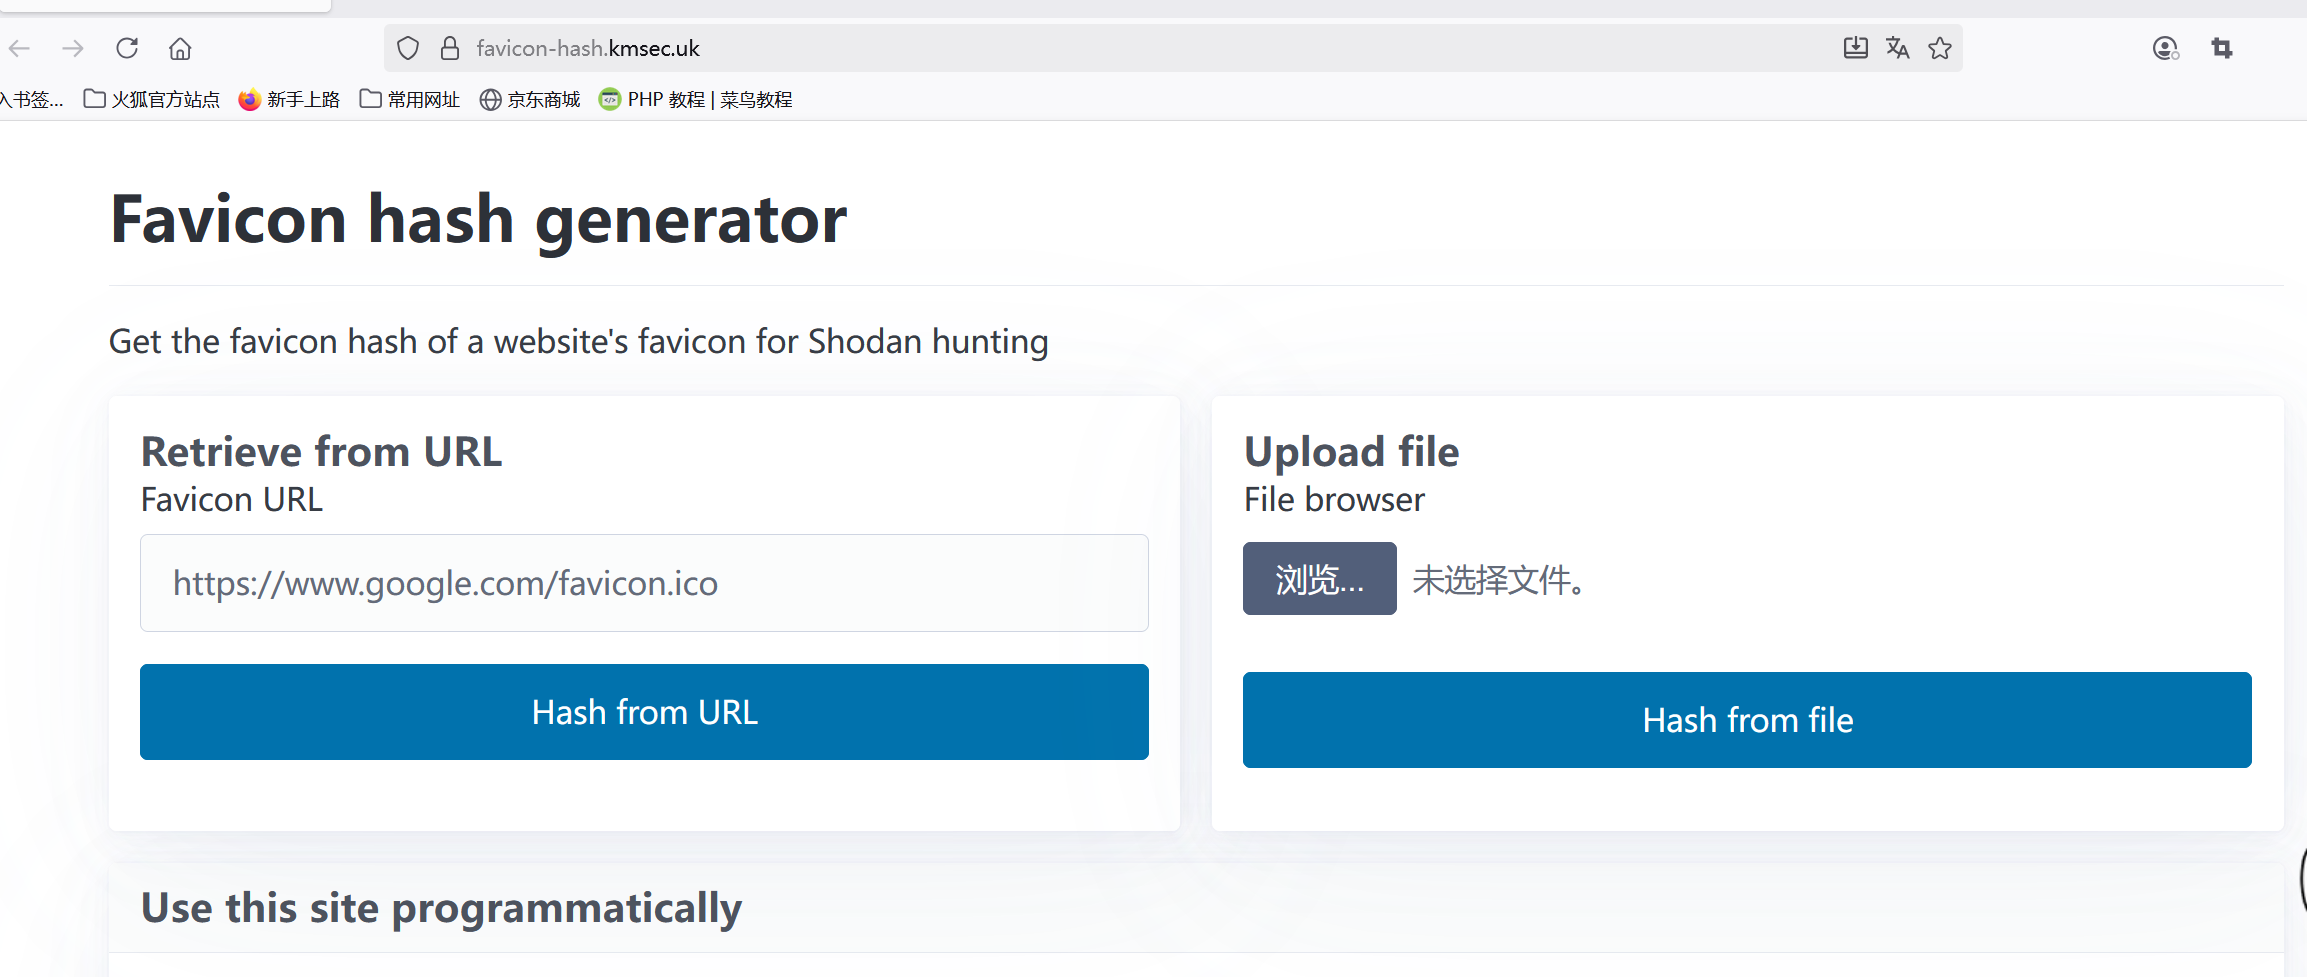 favicon-hash.kmsec.uk
入书签... 火狐官方站点 新手上路 常用网址 京东商城 PHP 教程 | 菜鸟教程
Favicon hash generator
Get the favicon hash of a website's favicon for Shodan hunting
Retrieve from URL
Favicon URL
https://www.google.com/favicon.ico
Hash from URL
Upload file
File browser
浏览... 未选择文件。
Hash from file
Use this site programmatically